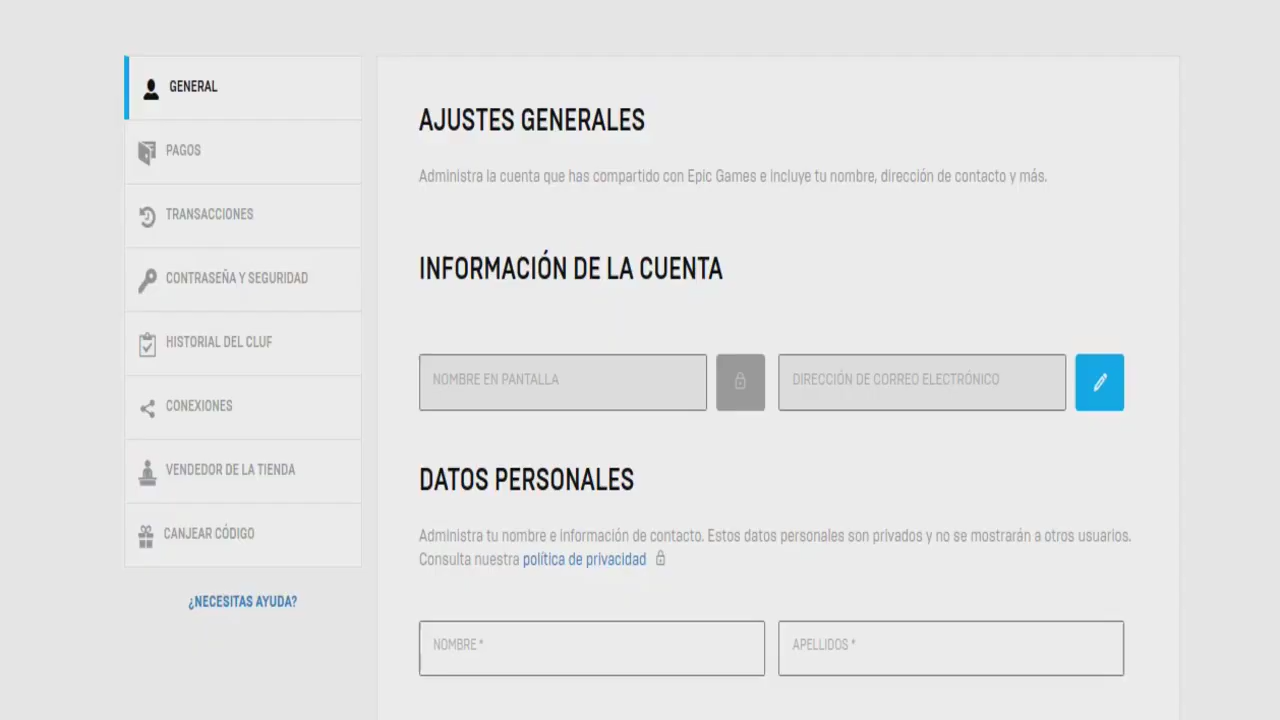 GENERAL
PAGOS
TRANSACCIONES
CONTRASEÑA Y SEGURIDAD
HISTORIAL DEL CLUF
CONEXIONES
VENDEDOR DE LA TIENDA
CANJEAR CÓDIGO
¿NECESITAS AYUDA?
AJUSTES GENERALES
Administra la cuenta que has compartido con Epic Games e incluye tu nombre, dirección de contacto y más.
INFORMACIÓN DE LA CUENTA
NOMBRE EN PANTALLA
DIRECCIÓN DE CORREO ELECTRÓNICO
DATOS PERSONALES
Administra tu nombre e información de contacto. Estos datos personales son privados y no se mostrarán a otros usuarios.
Consulta nuestra política de privacidad
NOMBRE *
APELLIDOS *